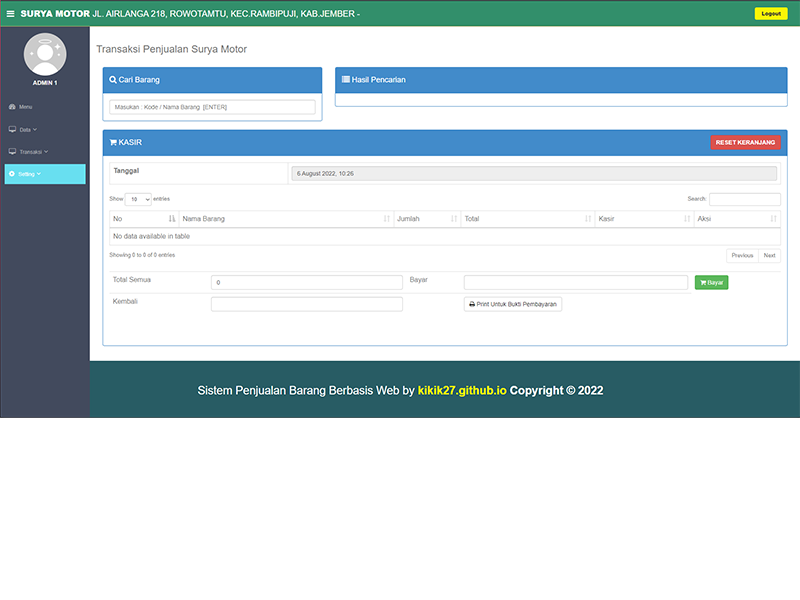 SURYA MOTOR JL. AIRLANGA 218, ROWOTAMTU, KEC.RAMBIPUJI, KAB.JEMBER -
Logout
ADMIN 1
Menu
Data
Transaksi
Setting
Transaksi Penjualan Surya Motor
Cari Barang
Masukan : Kode / Nama Barang [ENTER]
Hasil Pencarian
KASIR
RESET KERANJANG
Tanggal
6 August 2022, 10:26
Show 10 entries
Search:
No Nama Barang Jumlah Total Kasir Aksi
No data available in table
Showing 0 to 0 of 0 entries
Previous Next
Total Semua 0 Bayar Bayar
Kembali Print Untuk Bukti Pembayaran
Sistem Penjualan Barang Berbasis Web by kikik27.github.io Copyright © 2022